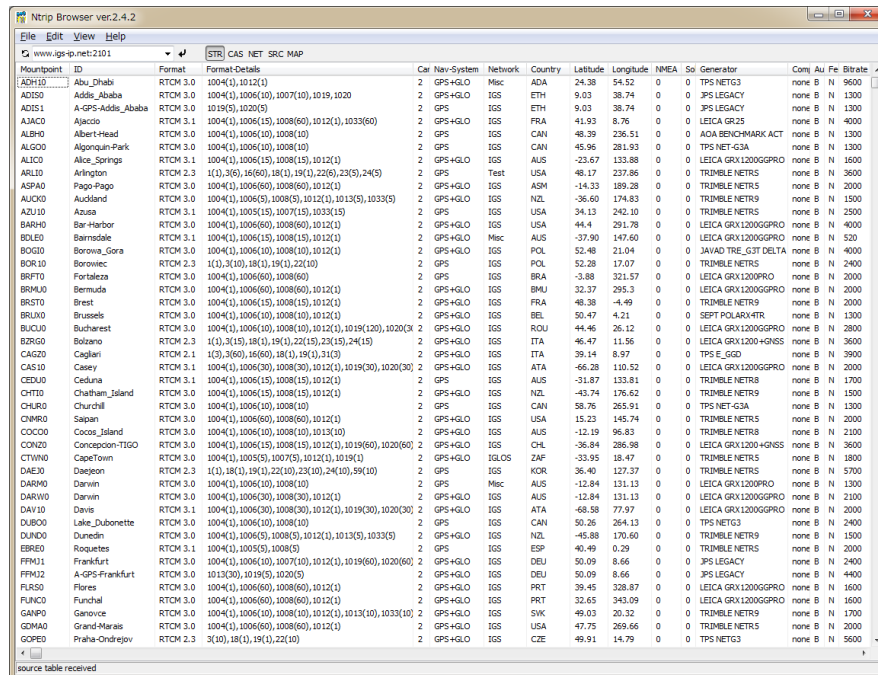 Ntrip Browser ver.2.4.2
File Edit View Help
www.igs-ip.net:2101 STR CAS NET SRC MAP
Mountpoint ID Format Format-Details Car Nav-System Network Country Latitude Longitude NMEA So Generator Com Au Fe Bitrate
ADH10 Abu_Dhabi RTCM 3.0 1004(1),1012(1) 2 GPS+GLO Misc ADA 24.38 54.52 0 0 TPS NETG3 none B N 9600
ADIS0 Addis_Ababa RTCM 3.0 1004(1),1006(10),1007(10),1019,1020 2 GPS+GLO IGS ETH 9.03 38.74 0 0 JPS LEGACY none B N 1300
ADIS1 A-GPS-Addis_Ababa RTCM 3.0 1019(5),1020(5) 2 GPS+GLO IGS ETH 9.03 38.74 0 0 JPS LEGACY none B N 1300
AJAC0 Ajaccio RTCM 3.1 1004(1),1006(15),1008(60),1012(1),1033(60) 2 GPS+GLO IGS FRA 41.93 8.76 0 0 LEICA GR25 none B N 4000
ALBH0 Albert-Head RTCM 3.0 1004(1),1006(10),1008(10) 2 GPS IGS CAN 48.39 236.51 0 0 AOA BENCHMARK ACT none B N 1300
ALGO0 Algonquin-Park RTCM 3.0 1004(1),1006(10),1008(10) 2 GPS IGS CAN 45.96 281.93 0 0 TPS NET-G3A none B N 1300
ALIC0 Alice_Springs RTCM 3.1 1004(1),1006(15),1008(15),1012(1) 2 GPS+GLO IGS AUS -23.67 133.88 0 0 LEICA GRX1200GGPRO none B N 1600
ARLI0 Arlington RTCM 2.3 1(1),3(6),16(60),18(1),19(1),22(6),23(5),24(5) 2 GPS Test USA 48.17 237.86 0 0 TRIMBLE NETRS none B N 3600
ASPA0 Pago-Pago RTCM 3.0 1004(1),1006(60),1008(60),1012(1) 2 GPS+GLO IGS ASM -14.33 189.28 0 0 TRIMBLE NETR5 none B N 2000
AUCK0 Auckland RTCM 3.0 1004(1),1006(5),1008(5),1012(1),1013(5),1033(5) 2 GPS+GLO IGS NZL -36.60 174.83 0 0 TRIMBLE NETR9 none B N 1500
AZU10 Azusa RTCM 3.1 1004(1),1005(15),1007(15),1033(15) 2 GPS IGS USA 34.13 242.10 0 0 TRIMBLE NETRS none B N 2500
BARH0 Bar-Harbor RTCM 3.0 1004(1),1006(10),1008(10),1012(1) 2 GPS+GLO IGS USA 44.4 291.78 0 0 LEICA GRX1200GGPRO none B N 4000
BDLE0 Bairnsdale RTCM 3.1 1004(1),1006(15),1008(15),1012(1) 2 GPS+GLO Misc AUS -37.90 147.60 0 0 LEICA GRX1200GGPRO none B N 520
BOGI0 Borowa_Gora RTCM 3.0 1004(1),1006(10),1008(10),1012(1) 2 GPS+GLO IGS POL 52.48 21.04 0 0 JAVAD TRE_G3T DELTA none B N 4000
BOR10 Borowiec RTCM 2.3 1(1),3(10),18(1),19(1),22(10) 2 GPS IGS POL 52.28 17.07 0 0 TRIMBLE NETRS none B N 2400
BRFT0 Fortaleza RTCM 3.0 1004(1),1006(60),1008(60) 2 GPS IGS BRA -3.88 321.57 0 0 LEICA GRX1200PRO none B N 2000
BRMU0 Bermuda RTCM 3.0 1004(1),1006(60),1008(60),1012(1) 2 GPS+GLO IGS BMU 32.37 295.3 0 0 LEICA GRX1200GGPRO none B N 2000
BRST0 Brest RTCM 3.0 1004(1),1006(15),1008(15),1012(1) 2 GPS+GLO IGS FRA 48.38 -4.49 0 0 TRIMBLE NETR9 none B N 2000
BRUX0 Brussels RTCM 3.0 1004(1),1006(10),1008(10),1012(1) 2 GPS+GLO IGS BEL 50.47 4.21 0 0 SEPT POLARX4TR none B N 1300
BUCU0 Bucharest RTCM 3.0 1004(1),1006(10),1008(10),1012(1),1019(120),1020(3( 2 GPS+GLO IGS ROU 44.46 26.12 0 0 LEICA GRX1200GGPRO none B N 2800
BZRG0 Bolzano RTCM 2.3 1(1),3(15),18(1),19(1),22(15),23(15),24(15) 2 GPS+GLO IGS ITA 46.47 11.56 0 0 LEICA GRX1200+GNSS none B N 3600
CAGZ0 Cagliari RTCM 2.1 1(3),3(60),16(60),18(1),19(1),31(3) 2 GPS+GLO IGS ITA 39.14 8.97 0 0 TPS E_GGD none B N 3900
CAS10 Casey RTCM 3.1 1004(1),1006(30),1008(30),1012(1),1019(30),1020(30) 2 GPS+GLO IGS ATA -66.28 110.52 0 0 LEICA GRX1200GGPRO none B N 2000
CEDU0 Ceduna RTCM 3.1 1004(1),1006(15),1008(15),1012(1) 2 GPS IGS AUS -31.87 133.81 0 0 TRIMBLE NETR8 none B N 1700
CHTI0 Chatham_Island RTCM 3.0 1004(1),1006(15),1008(15),1012(1) 2 GPS+GLO IGS NZL -43.74 176.62 0 0 TRIMBLE NETR9 none B N 1500
CHUR0 Churchill RTCM 3.0 1004(1),1006(10),1008(10) 2 GPS IGS CAN 58.76 265.91 0 0 TPS NET-G3A none B N 1300
CNMR0 Saipan RTCM 3.0 1004(1),1006(60),1008(60),1012(1) 2 GPS+GLO IGS USA 15.23 145.74 0 0 TRIMBLE NETR5 none B N 2000
COCO0 Cocos_Island RTCM 3.0 1004(1),1006(10),1008(10),1013(10) 2 GPS+GLO IGS AUS -12.19 96.83 0 0 TRIMBLE NETR8 none B N 2100
CONZ0 Concepcion-TIGO RTCM 3.0 1004(1),1006(15),1008(15),1012(1),1019(60),1020(60) 2 GPS+GLO IGS CHL -36.84 286.98 0 0 LEICA GRX1200+GNSS none B N 3600
CTWN0 CapeTown RTCM 3.0 1004(1),1005(5),1007(5),1012(1),1019(1) 2 GPS+GLO IGLOS ZAF -33.95 18.47 0 0 TRIMBLE NETR5 none B N 1800
DAEJ0 Daejeon RTCM 2.3 1(1),18(1),19(1),22(10),23(10),24(10),59(10) 2 GPS IGS KOR 36.40 127.37 0 0 TRIMBLE NETRS none B N 5700
DARM0 Darwin RTCM 3.0 1004(1),1006(10),1008(10) 2 GPS Misc AUS -12.84 131.13 0 0 LEICA GRX1200PRO none B N 1300
DARW0 Darwin RTCM 3.0 1004(1),1006(30),1008(30),1012(1) 2 GPS+GLO IGS AUS -12.84 131.13 0 0 LEICA GRX1200GGPRO none B N 2100
DAV10 Davis RTCM 3.1 1004(1),1006(30),1008(30),1012(1),1019(30),1020(30) 2 GPS+GLO IGS ATA -68.58 77.97 0 0 LEICA GRX1200GGPRO none B N 2000
DUBO0 Lake_Dubonette RTCM 3.0 1004(1),1006(10),1008(10) 2 GPS IGS CAN 50.26 264.13 0 0 TPS NETG3 none B N 2400
DUND0 Dunedin RTCM 3.0 1004(1),1006(5),1008(5),1012(1),1013(5),1033(5) 2 GPS+GLO IGS NZL -45.88 170.60 0 0 TRIMBLE NETR9 none B N 1500
EBRE0 Roquetes RTCM 3.1 1004(1),1005(5),1008(5) 2 GPS IGS ESP 40.49 0.29 0 0 TRIMBLE NETRS none B N 2000
FFMJ1 Frankfurt RTCM 3.0 1004(1),1006(10),1007(10),1012(1),1019(60),1020(60) 2 GPS+GLO IGS DEU 50.09 8.66 0 0 JPS LEGACY none B N 2400
FFMJ2 A-GPS-Frankfurt RTCM 3.0 1013(30),1019(5),1020(5) 2 GPS+GLO IGS DEU 50.09 8.66 0 0 JPS LEGACY none B N 4400
FLRS0 Flores RTCM 3.0 1004(1),1006(60),1008(60),1012(1) 2 GPS+GLO IGS PRT 39.45 328.87 0 0 LEICA GRX1200GGPRO none B N 1600
FUNC0 Funchal RTCM 3.0 1004(1),1006(60),1008(60),1012(1) 2 GPS+GLO IGS PRT 32.65 343.09 0 0 LEICA GRX1200GGPRO none B N 1600
GANP0 Ganovce RTCM 3.0 1004(1),1006(10),1008(10),1012(1),1013(10),1033(10) 2 GPS+GLO IGS SVK 49.03 20.32 0 0 TRIMBLE NETR9 none B N 1700
GDMA0 Grand-Marais RTCM 3.0 1004(1),1006(60),1008(60),1012(1) 2 GPS+GLO IGS USA 47.75 269.66 0 0 TRIMBLE NETR5 none B N 2000
GOPE0 Praha-Ondrejov RTCM 2.3 3(10),18(1),19(1),22(10) 2 GPS+GLO IGS CZE 49.91 14.79 0 0 TPS NETG3 none B N 5600
source table received